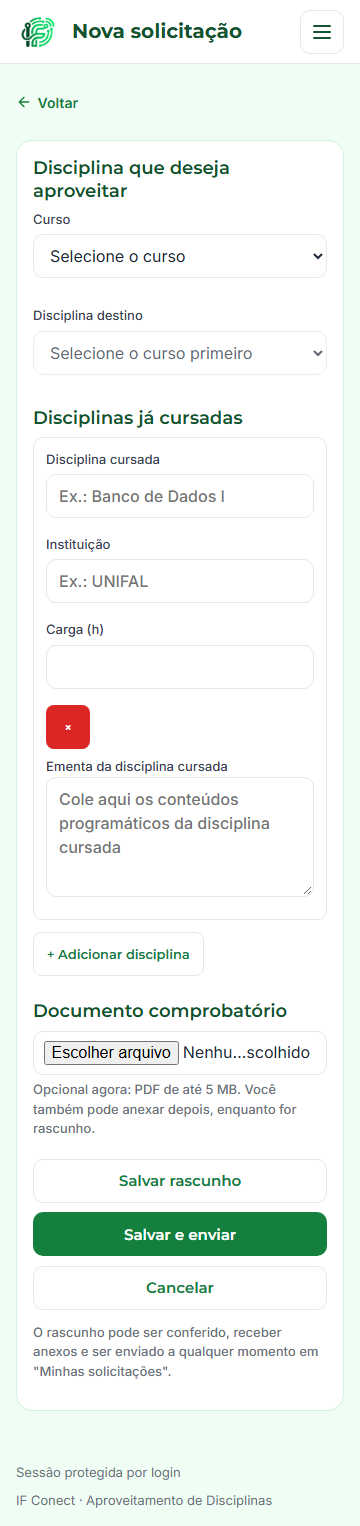 Nova solicitação
← Voltar
Disciplina que deseja
aproveitar
Curso
Selecione o curso
Disciplina destino
Selecione o curso primeiro
Disciplinas já cursadas
Disciplina cursada
Ex.: Banco de Dados I
Instituição
Ex.: UNIFAL
Carga (h)
×
Ementa da disciplina cursada
Cole aqui os conteúdos
programáticos da disciplina
cursada
+ Adicionar disciplina
Documento comprobatório
Escolher arquivo Nenhu...scolhido
Opcional agora: PDF de até 5 MB. Você
também pode anexar depois, enquanto for
rascunho.
Salvar rascunho
Salvar e enviar
Cancelar
O rascunho pode ser conferido, receber
anexos e ser enviado a qualquer momento em
"Minhas solicitações".
Sessão protegida por login
IF Conect · Aproveitamento de Disciplinas